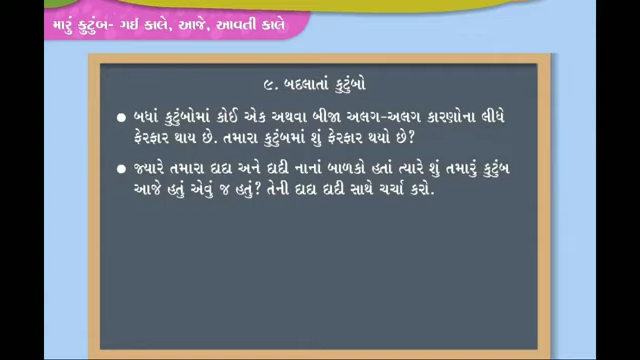 મારું કુટુંબ- ગઈ કાલે, આજે, આવતી કાલે
૯. બદલાતાં કુટુંબો
● બધાં કુટુંબોમાં કોઈ એક અથવા બીજા અલગ-અલગ કારણોના લીધે
ફેરફાર થાય છે. તમારા કુટુંબમાં શું ફેરફાર થયો છે?
● જ્યારે તમારા દાદા અને દાદી નાનાં બાળકો હતાં ત્યારે શું તમારું કુટુંબ
આજે હતું એવું જ હતું? તેની દાદા દાદી સાથે ચર્ચા કરો.